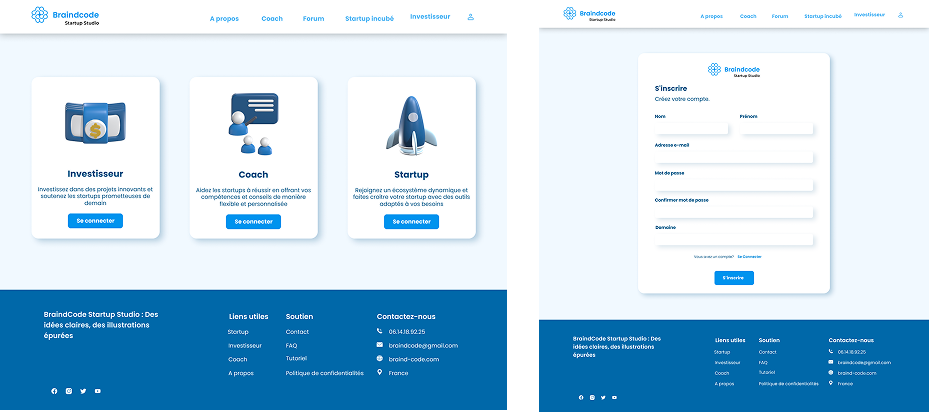 Braindcode
Startup Studio
A propos
Coach
Forum
Startup incubé
Investisseur
Investisseur
Investissez dans des projets innovants et
soutenez les startups prometteuses de
demain
Se connecter
Coach
Aidez les startups à réussir en offrant vos
compétences et conseils de manière
flexible et personnalisée
Se connecter
Startup
Rejoignez un écosystème dynamique et
faites croître votre startup avec des outils
adaptés à vos besoins
Se connecter
BraindCode Startup Studio : Des
idées claires, des illustrations
épurées
Liens utiles
Startup
Investisseur
Coach
A propos
Soutien
Contact
FAQ
Tutoriel
Politique de confidentialités
Contactez-nous
06.14.18.92.25
braindcode@gmail.com
braind-code.com
France
Braindcode
Startup Studio
A propos
Coach
Forum
Startup incubé
Investisseur
Braindcode
Startup Studio
S'inscrire
Créez votre compte.
Nom
Prénom
Adresse e-mail
Mot de passe
Confirmer mot de passe
Domaine
Vous avez un compte? Se Connecter
S'inscrire
BraindCode Startup Studio : Des
idées claires, des illustrations
épurées
Liens utiles
Startup
Investisseur
Coach
A propos
Soutien
Contact
FAQ
Tutoriel
Politique de confidentialités
Contactez-nous
06.14.18.92.25
braindcode@gmail.com
braind-code.com
France